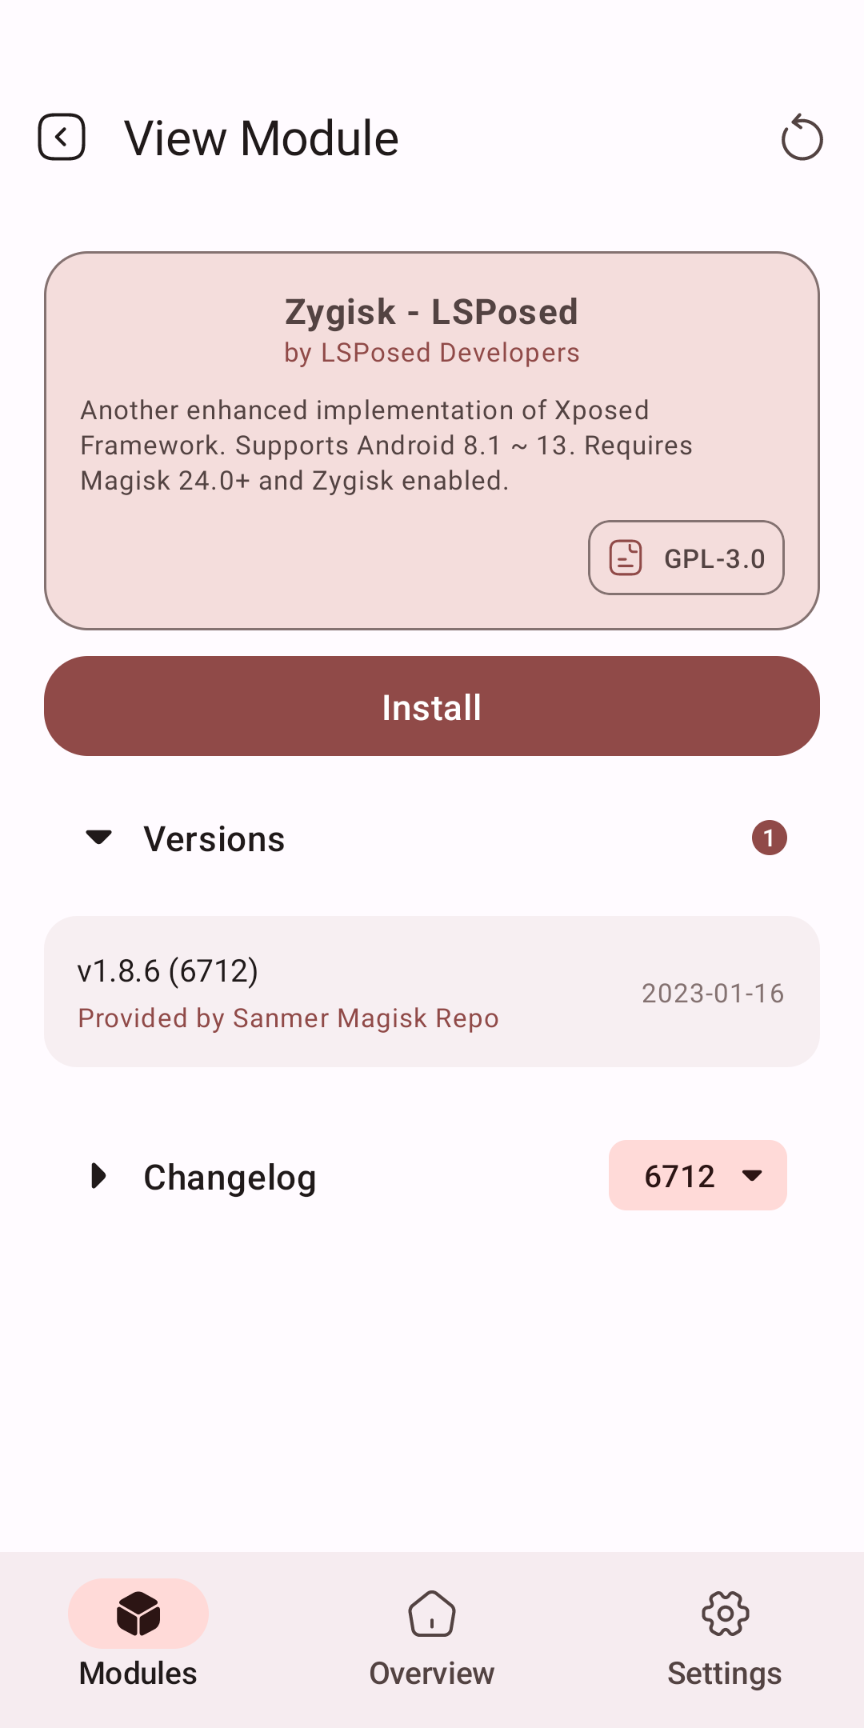 View Module
Zygisk - LSPosed
by LSPosed Developers
Another enhanced implementation of Xposed
Framework. Supports Android 8.1 ~ 13. Requires
Magisk 24.0+ and Zygisk enabled.
GPL-3.0
Install
Versions
1
v1.8.6 (6712)
Provided by Sanmer Magisk Repo
2023-01-16
Changelog
6712
Modules
Overview
Settings